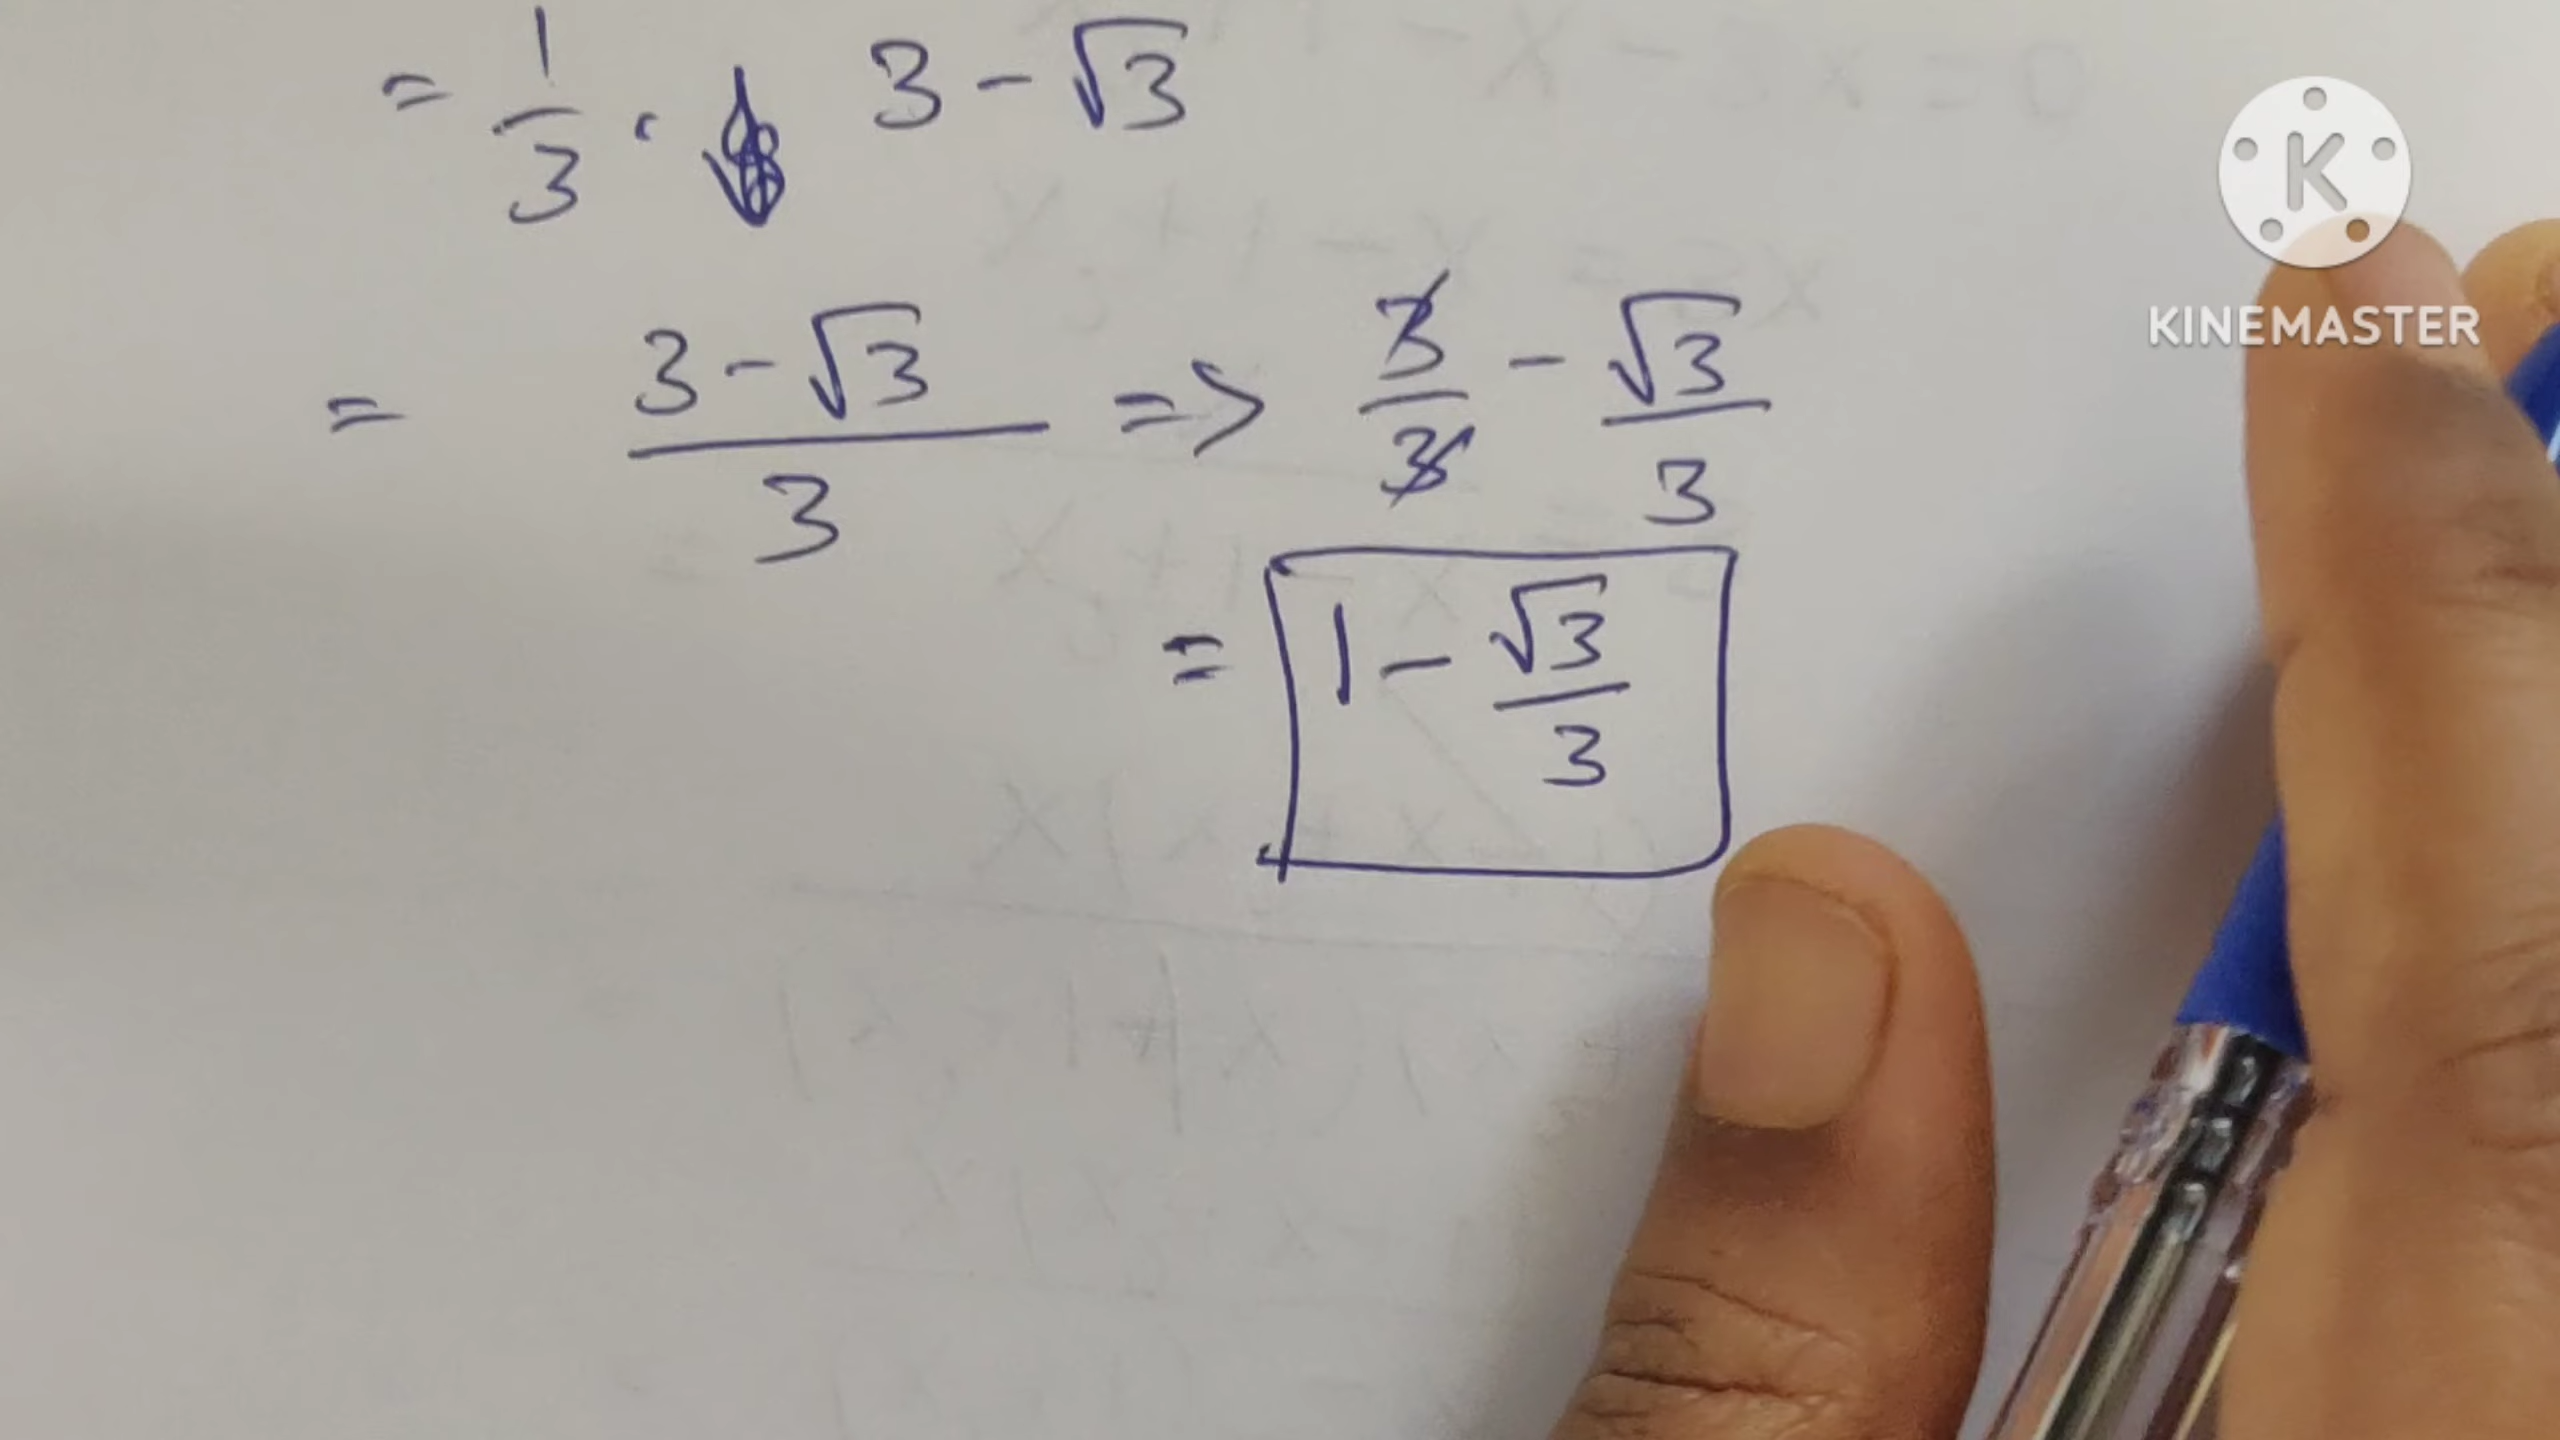 = 1/3 · 3 - √3
= (3 - √3)/3 => 3/3 - √3/3
= 1 - √3/3
KINEMASTER